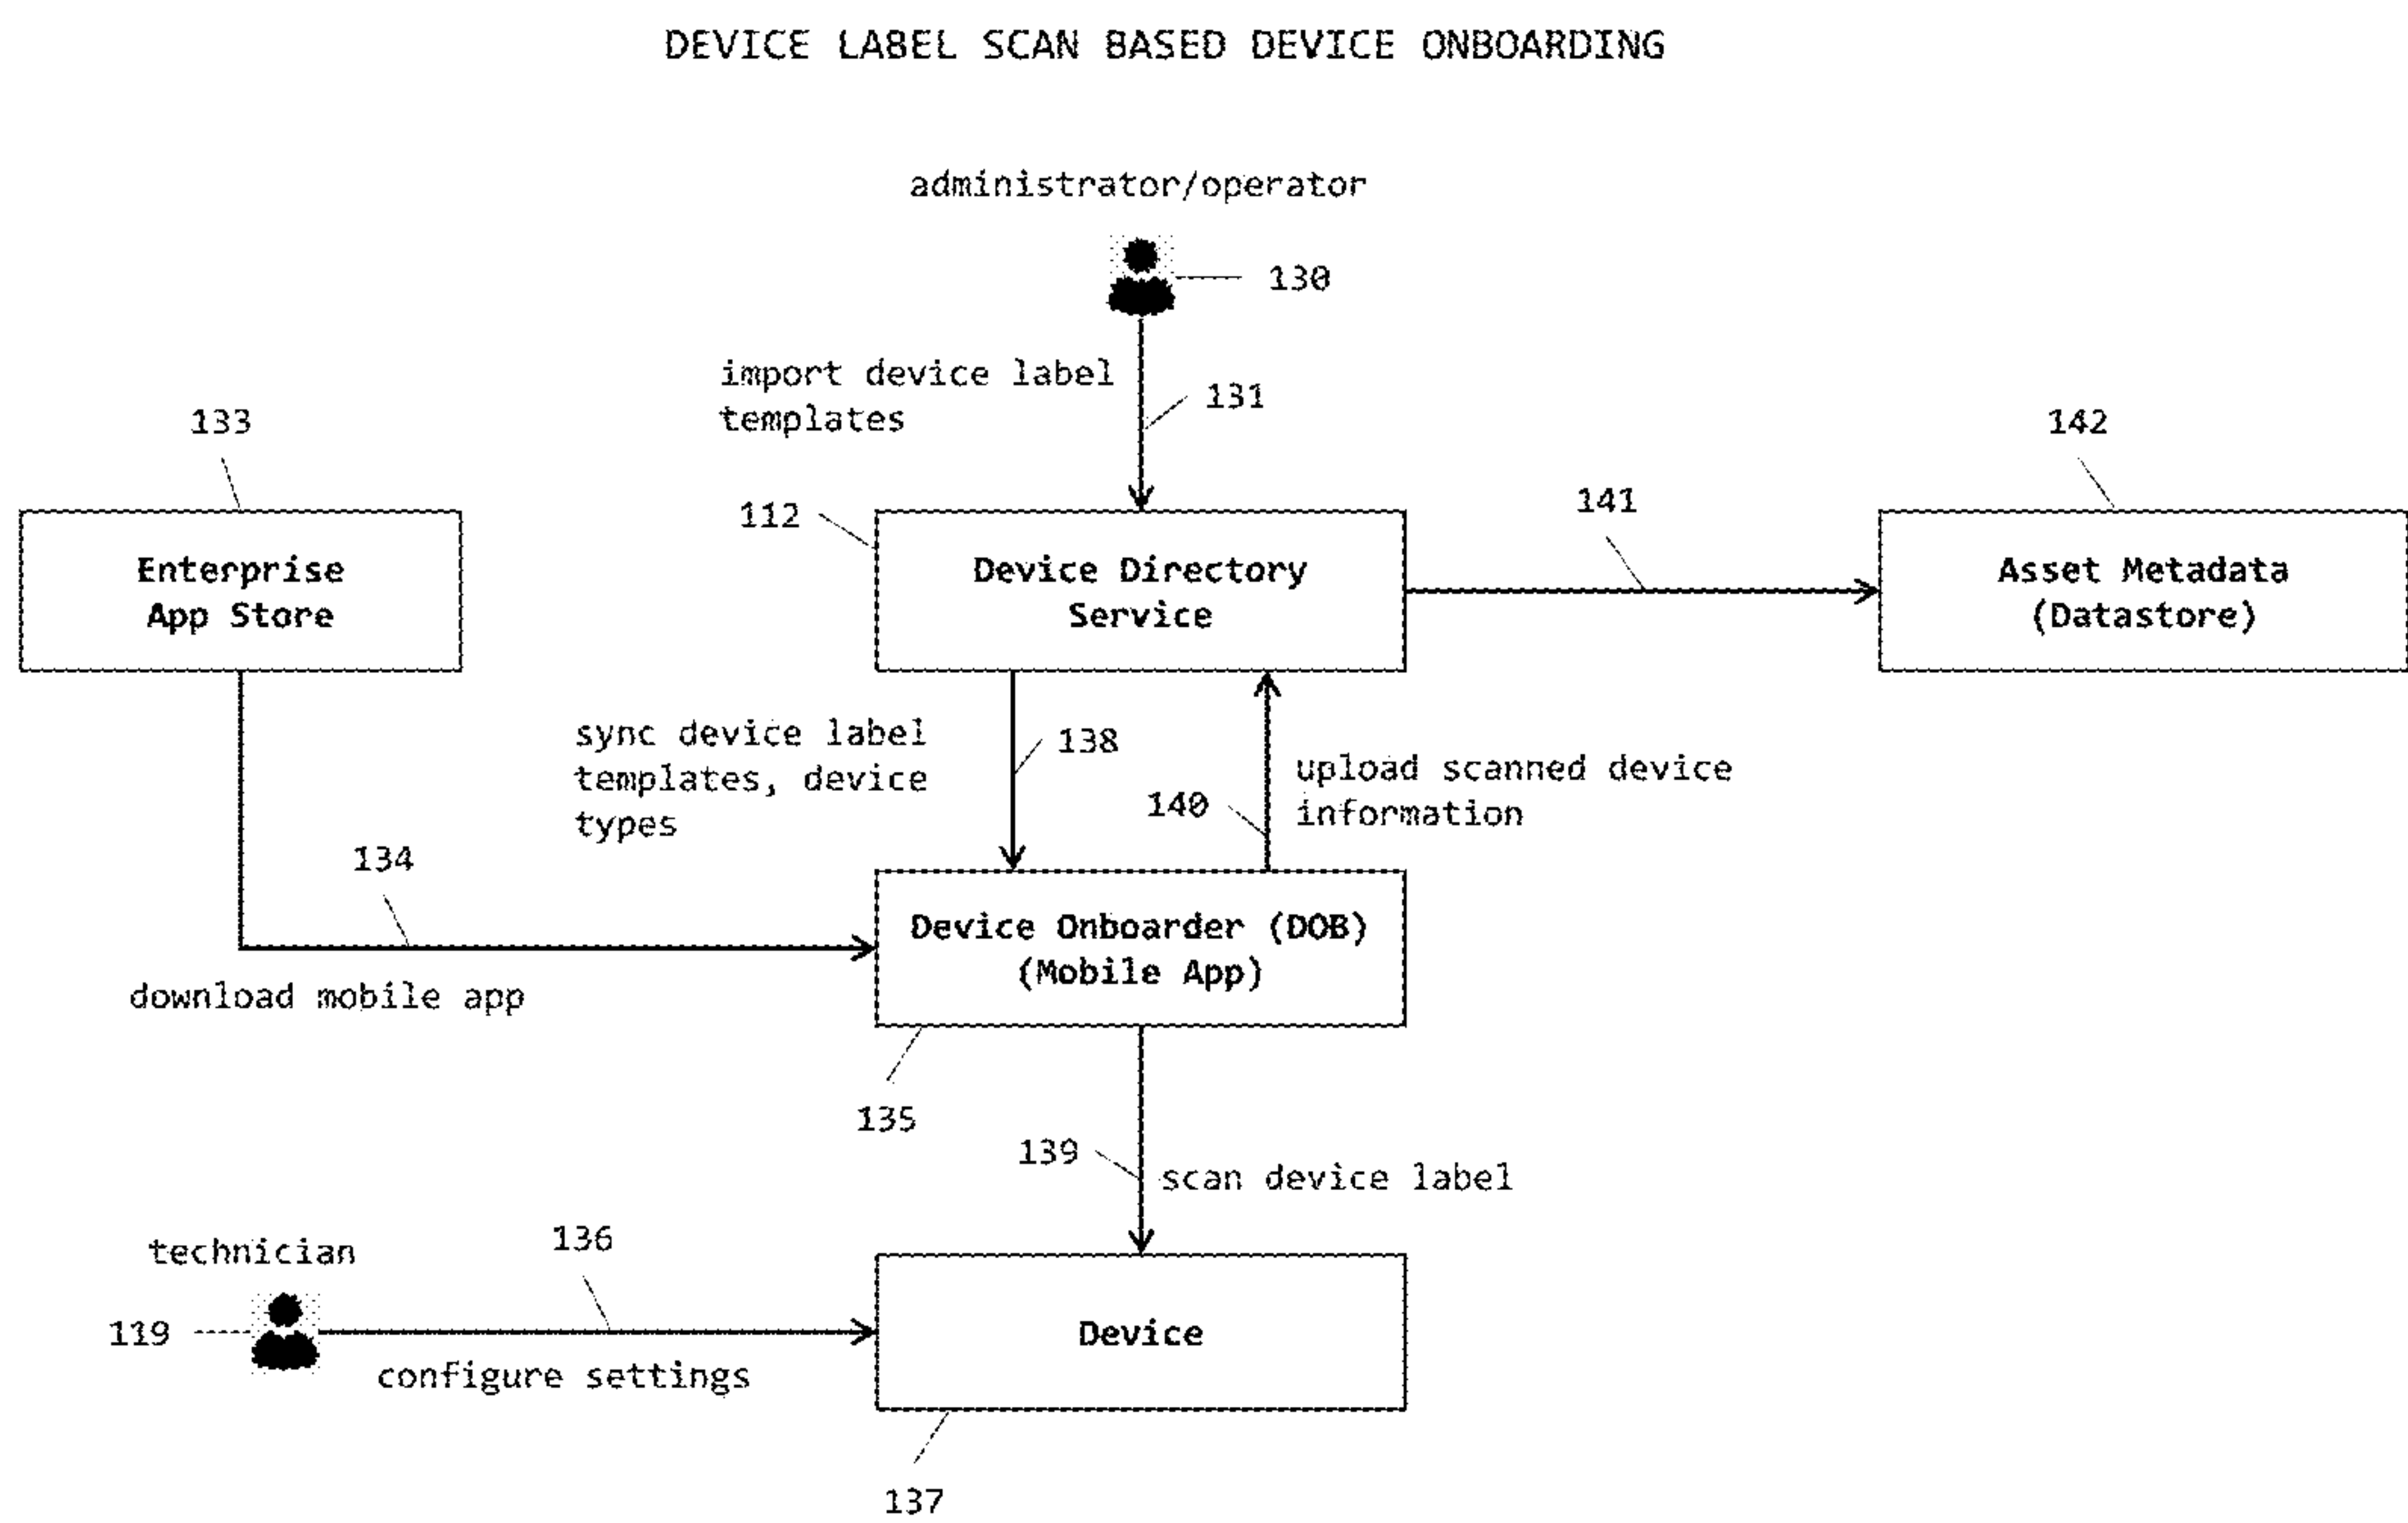 DEVICE LABEL SCAN BASED DEVICE ONBOARDING
administrator/operator
130
import device label
templates
131
133
142
112
141
Enterprise
App Store
Device Directory
Service
Asset Metadata
(Datastore)
sync device label
templates, device
types
138
140
upload scanned device
information
134
download mobile app
Device Onboarder (DOB)
(Mobile App)
135
139
scan device label
technician
119
136
configure settings
Device
137